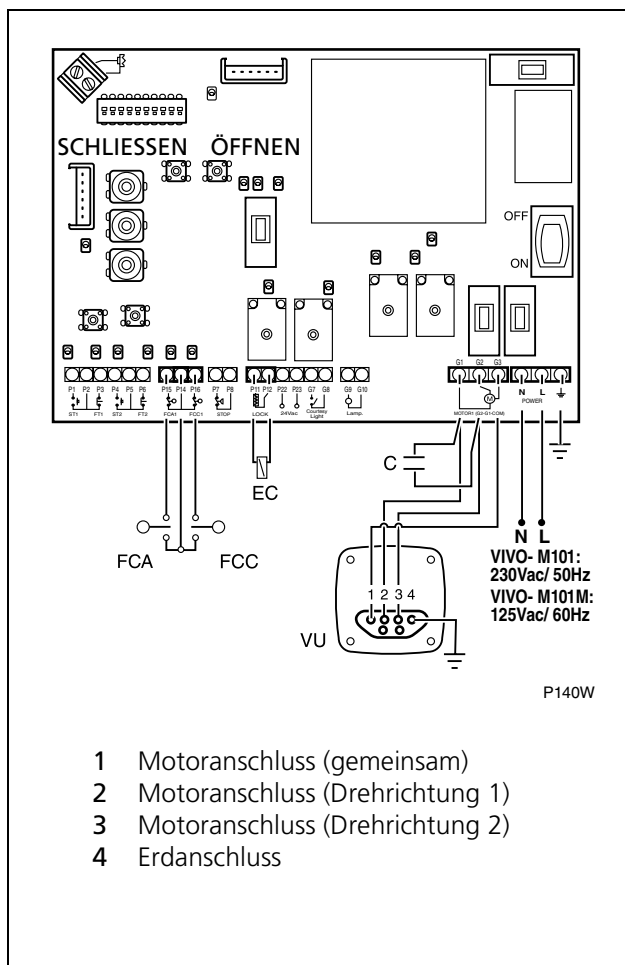 SCHLIESSEN ÖFFNEN
OFF
ON
P1 P2 P3 P4 P5 P6 P15 P14 P16 P7 P8 P11 P12 P22 P23 G7 G8 G9 G10 G1 G2 G3
ST1 FT1 ST2 FT2 FCA1 FCC1 STOP LOCK 24Vac Courtesy Light Lamp. MOTOR1 (G3-G1-COM) N L POWER
M
C
EC
FCA FCC
N L
VIVO- M101:
230Vac/ 50Hz
VIVO- M101M:
125Vac/ 60Hz
1 2 3 4
VU
P140W
1 Motoranschluss (gemeinsam)
2 Motoranschluss (Drehrichtung 1)
3 Motoranschluss (Drehrichtung 2)
4 Erdanschluss